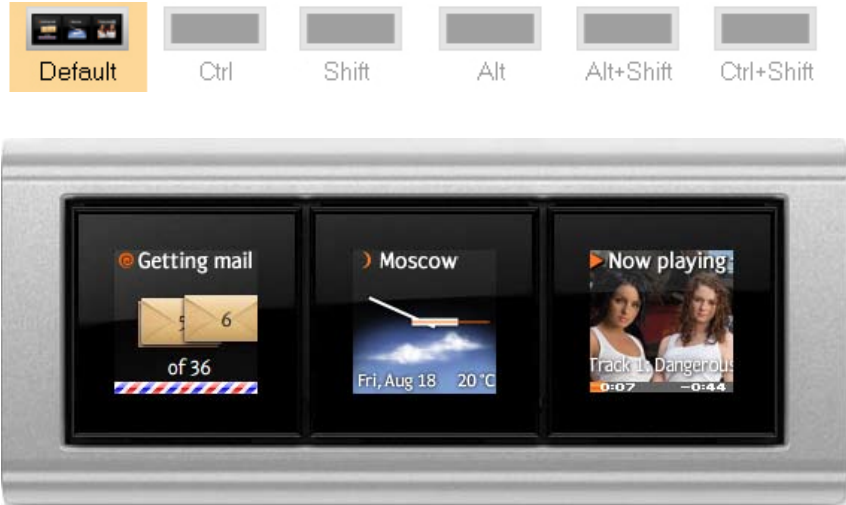 Default
Ctrl
Shift
Alt
Alt+Shift
Ctrl+Shift
Getting mail
5
6
of 36
Moscow
Fri, Aug 18 20 °C
Now playing
Track 1: Dangerous
0:07 -0:44